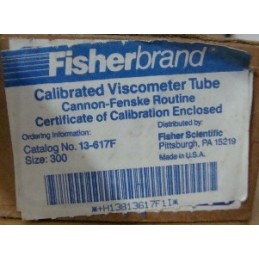 Fisherbrand
Calibrated Viscometer Tube
Cannon-Fenske Routine
Certificate of Calibration Enclosed
Ordering Information:
Catalog No. 13-617F
Size: 300
Distributed by:
Fisher Scientific
Pittsburgh, PA 15219
Made in U.S.A.
*+H13813617F1I*